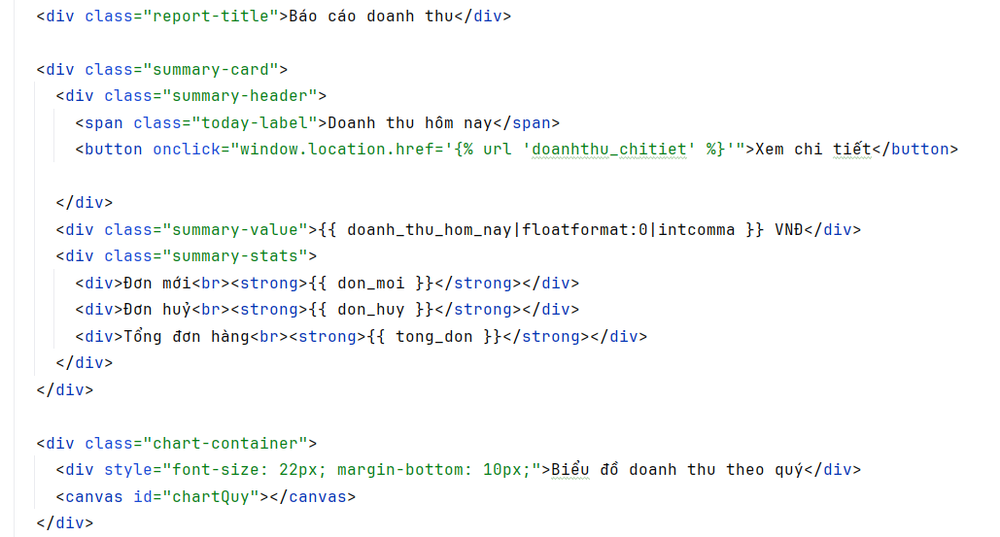 <div class="report-title">Báo cáo doanh thu</div>
<div class="summary-card">
<div class="summary-header">
<span class="today-label">Doanh thu hôm nay</span>
<button onclick="window.location.href='{% url 'doanhthu_chitiet' %}'">Xem chi tiết</button>
</div>
<div class="summary-value">{{ doanh_thu_hom_nay|floatformat:0|intcomma }} VNĐ</div>
<div class="summary-stats">
<div>Đơn mới<br><strong>{{ don_moi }}</strong></div>
<div>Đơn huỷ<br><strong>{{ don_huy }}</strong></div>
<div>Tổng đơn hàng<br><strong>{{ tong_don }}</strong></div>
</div>
</div>
<div class="chart-container">
<div style="font-size: 22px; margin-bottom: 10px;">Biểu đồ doanh thu theo quý</div>
<canvas id="chartQuy"></canvas>
</div>